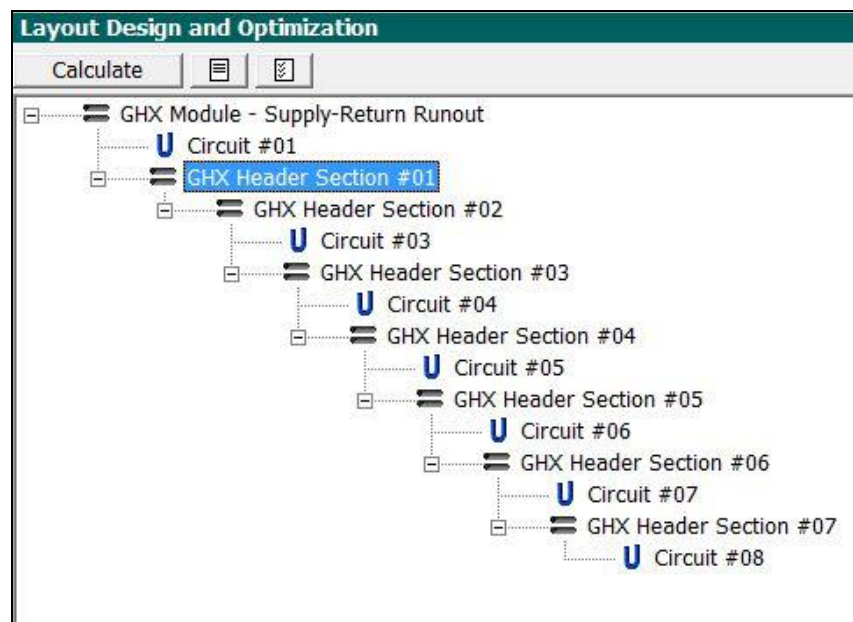 Layout Design and Optimization
Calculate
GHX Module - Supply-Return Runout
Circuit #01
GHX Header Section #01
GHX Header Section #02
Circuit #03
GHX Header Section #03
Circuit #04
GHX Header Section #04
Circuit #05
GHX Header Section #05
Circuit #06
GHX Header Section #06
Circuit #07
GHX Header Section #07
Circuit #08